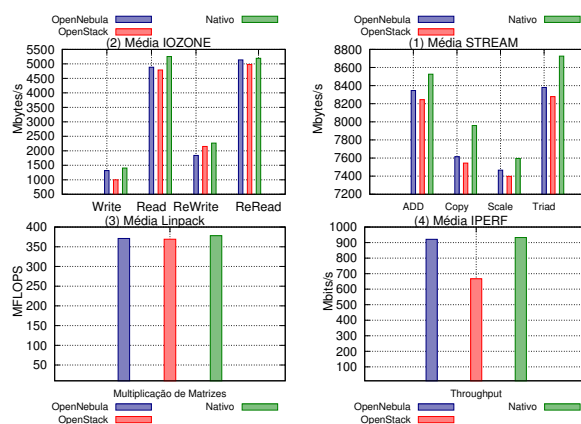 OpenNebula
OpenStack
Nativo
(2) Média IOZONE
Mbytes/s
5500
5000
4500
4000
3500
3000
2500
2000
1500
1000
500
Write Read ReWrite ReRead
OpenNebula
OpenStack
Nativo
(1) Média STREAM
Mbytes/s
8800
8600
8400
8200
8000
7800
7600
7400
7200
ADD Copy Scale Triad
(3) Média Linpack
MFLOPS
400
350
300
250
200
150
100
50
Multiplicação de Matrizes
OpenNebula
OpenStack
Nativo
(4) Média IPERF
Mbits/s
1000
900
800
700
600
500
400
300
200
100
Throughput
OpenNebula
OpenStack
Nativo